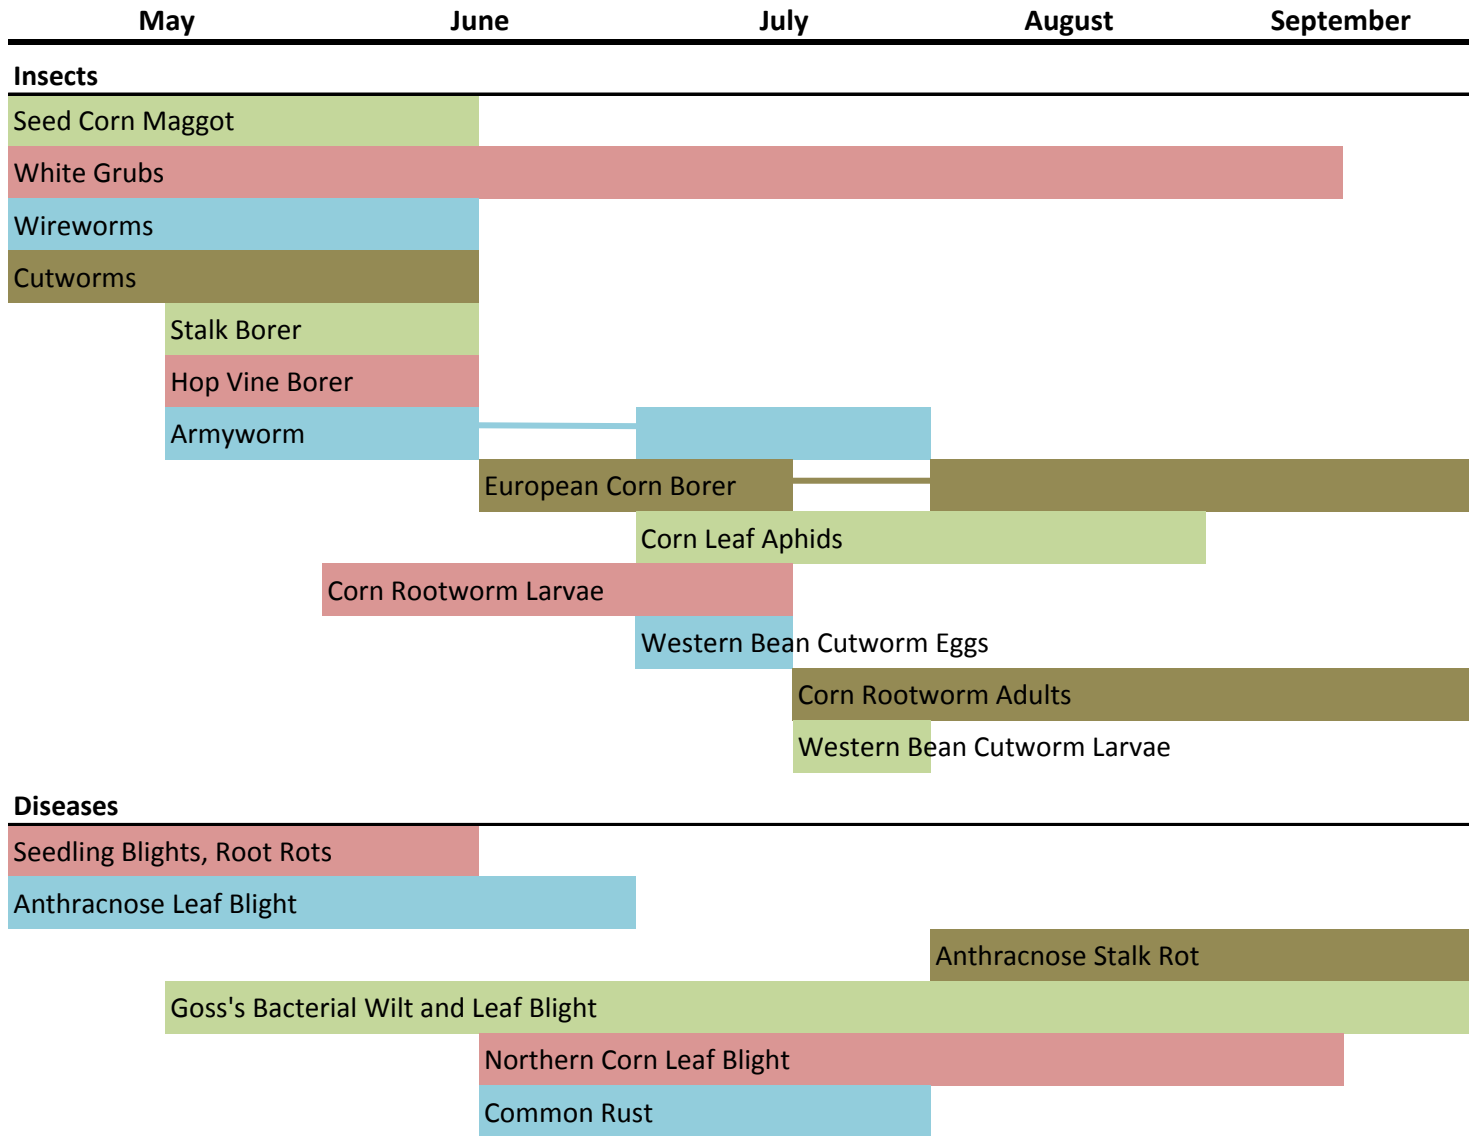 May June July August September
Insects
Seed Corn Maggot
White Grubs
Wireworms
Cutworms
Stalk Borer
Hop Vine Borer
Armyworm
European Corn Borer
Corn Leaf Aphids
Corn Rootworm Larvae
Western Bean Cutworm Eggs
Corn Rootworm Adults
Western Bean Cutworm Larvae
Diseases
Seedling Blights, Root Rots
Anthracnose Leaf Blight
Anthracnose Stalk Rot
Goss's Bacterial Wilt and Leaf Blight
Northern Corn Leaf Blight
Common Rust